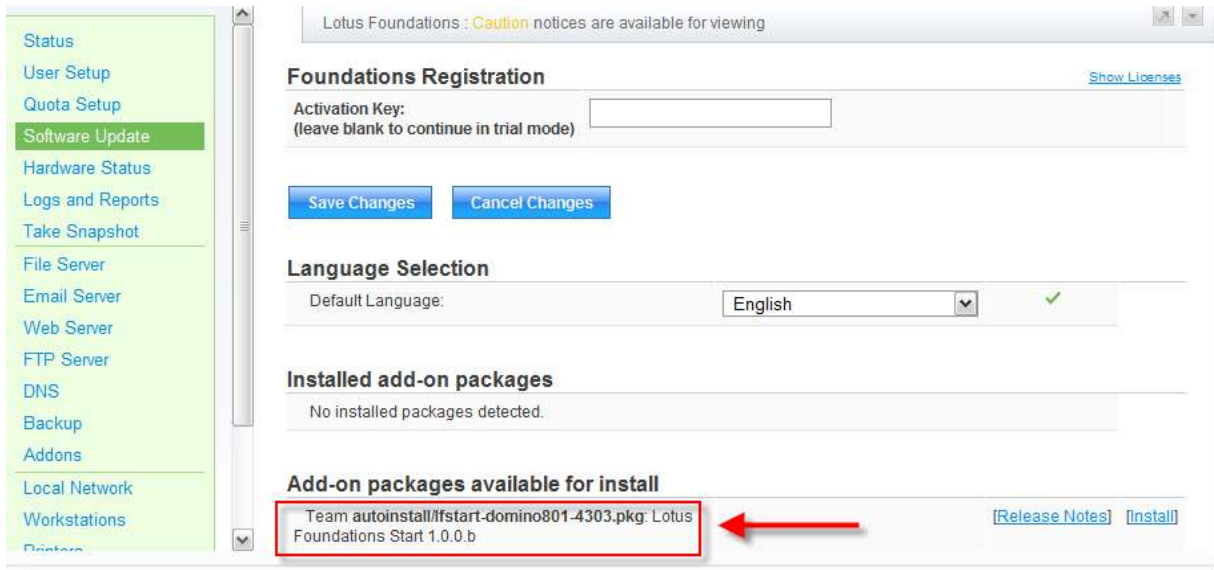 Lotus Foundations : Caution notices are available for viewing
Status
User Setup
Quota Setup
Software Update
Hardware Status
Logs and Reports
Take Snapshot
File Server
Email Server
Web Server
FTP Server
DNS
Backup
Addons
Local Network
Workstations
Printers
Foundations Registration
Show Licenses
Activation Key:
(leave blank to continue in trial mode)
Save Changes
Cancel Changes
Language Selection
Default Language:
English
Installed add-on packages
No installed packages detected.
Add-on packages available for install
Team autoinstall/lfstart-domino801-4303.pkg: Lotus
Foundations Start 1.0.0.b
[Release Notes] [Install]